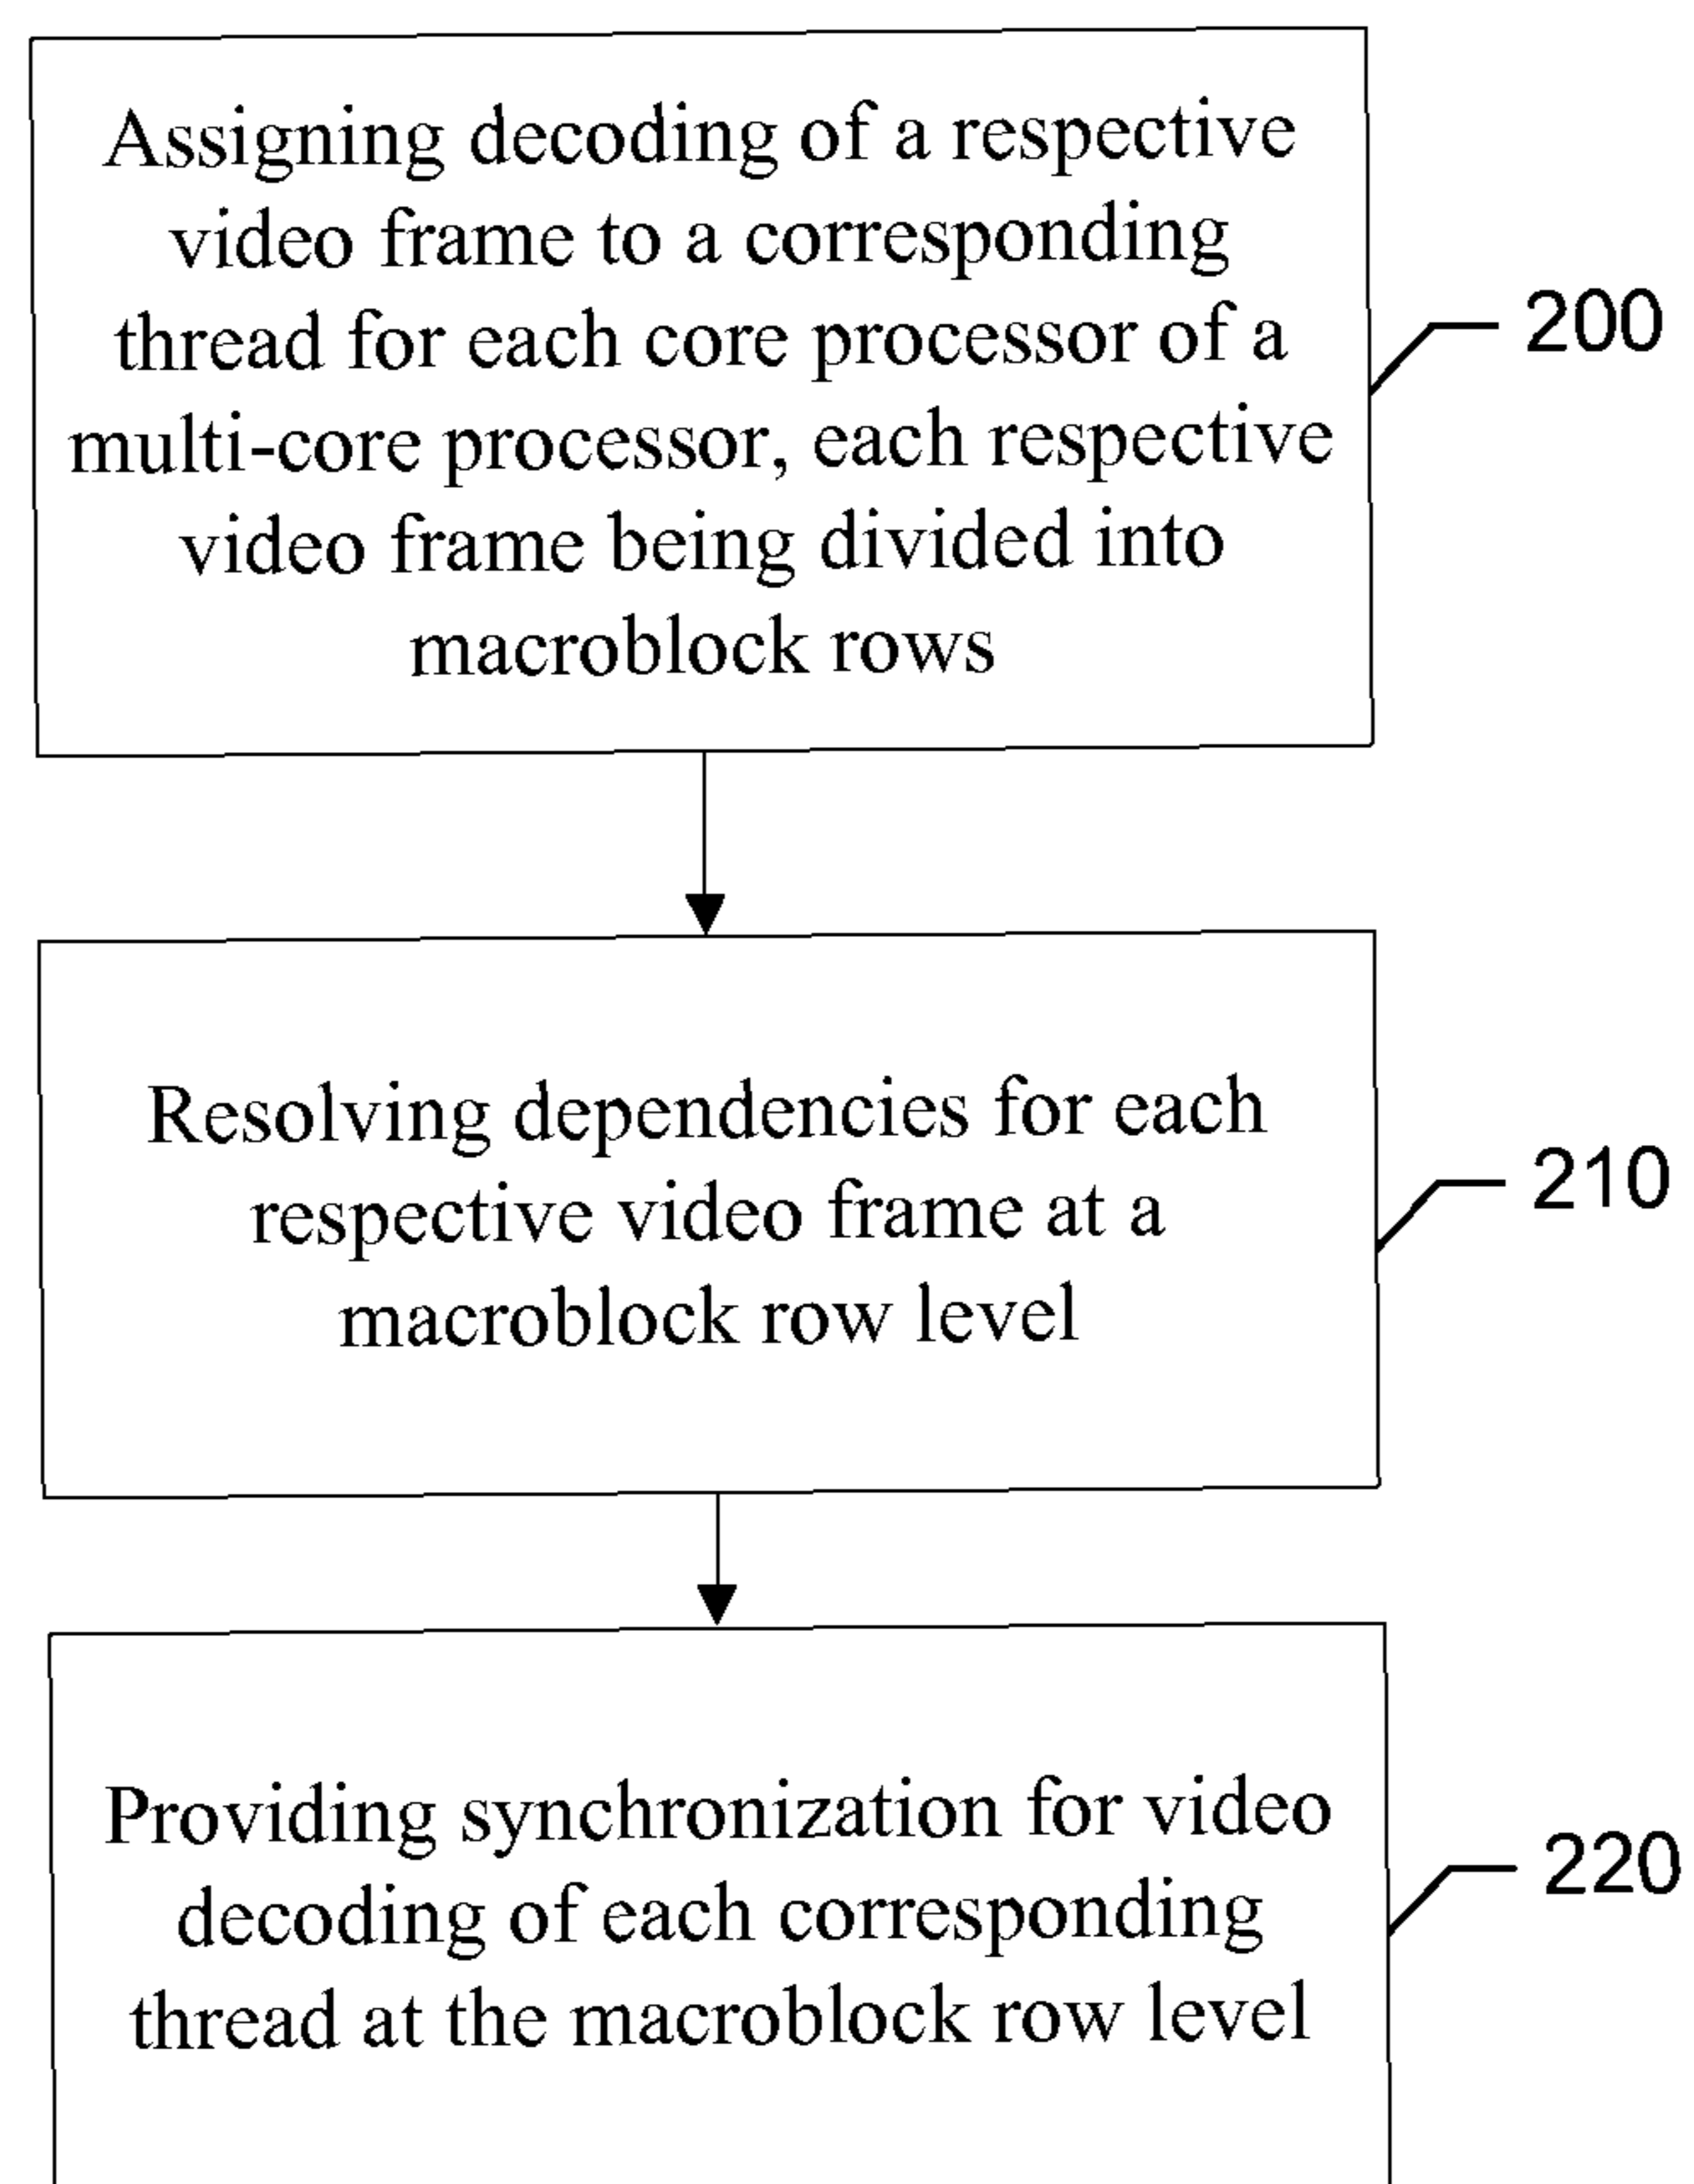 Assigning decoding of a respective
video frame to a corresponding
thread for each core processor of a
multi-core processor, each respective
video frame being divided into
macroblock rows
200
Resolving dependencies for each
respective video frame at a
macroblock row level
210
Providing synchronization for video
decoding of each corresponding
thread at the macroblock row level
220